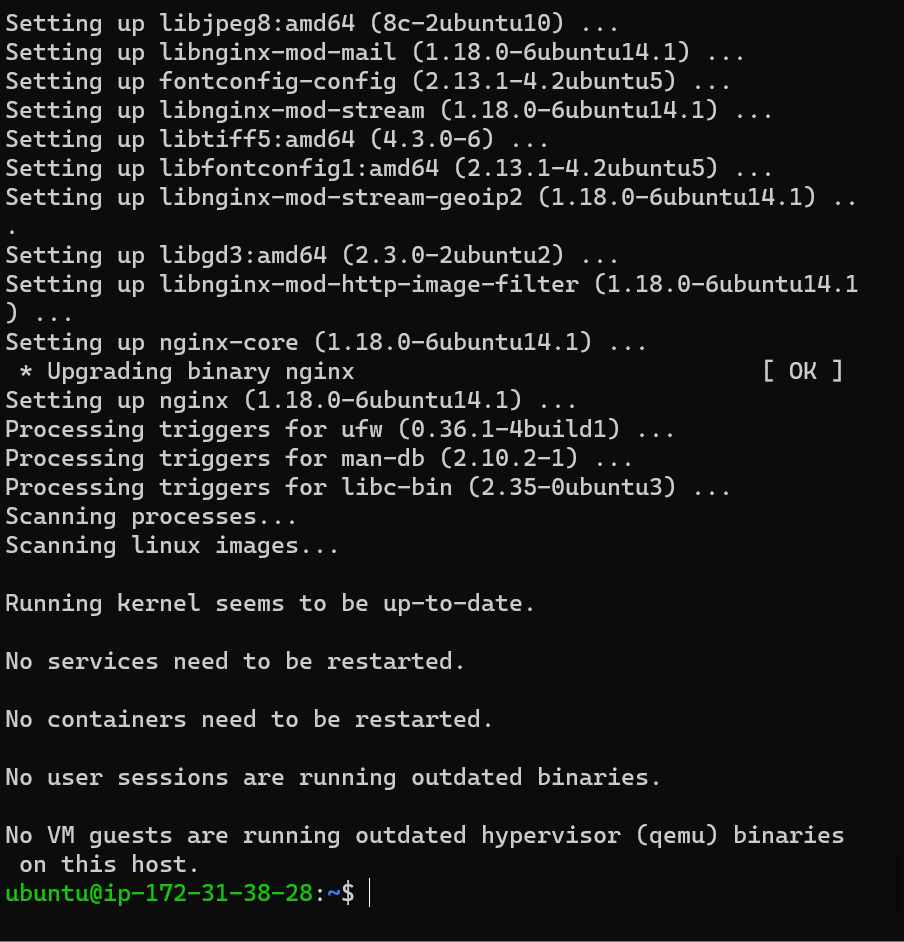 Setting up libjpeg8:amd64 (8c-2ubuntu10) ...
Setting up libnginx-mod-mail (1.18.0-6ubuntu14.1) ...
Setting up fontconfig-config (2.13.1-4.2ubuntu5) ...
Setting up libnginx-mod-stream (1.18.0-6ubuntu14.1) ...
Setting up libtiff5:amd64 (4.3.0-6) ...
Setting up libfontconfig1:amd64 (2.13.1-4.2ubuntu5) ...
Setting up libnginx-mod-stream-geoip2 (1.18.0-6ubuntu14.1) ..
.
Setting up libgd3:amd64 (2.3.0-2ubuntu2) ...
Setting up libnginx-mod-http-image-filter (1.18.0-6ubuntu14.1
) ...
Setting up nginx-core (1.18.0-6ubuntu14.1) ...
 * Upgrading binary nginx                             [ OK ]
Setting up nginx (1.18.0-6ubuntu14.1) ...
Processing triggers for ufw (0.36.1-4build1) ...
Processing triggers for man-db (2.10.2-1) ...
Processing triggers for libc-bin (2.35-0ubuntu3) ...
Scanning processes...
Scanning linux images...
Running kernel seems to be up-to-date.
No services need to be restarted.
No containers need to be restarted.
No user sessions are running outdated binaries.
No VM guests are running outdated hypervisor (qemu) binaries
 on this host.
ubuntu@ip-172-31-38-28:~$